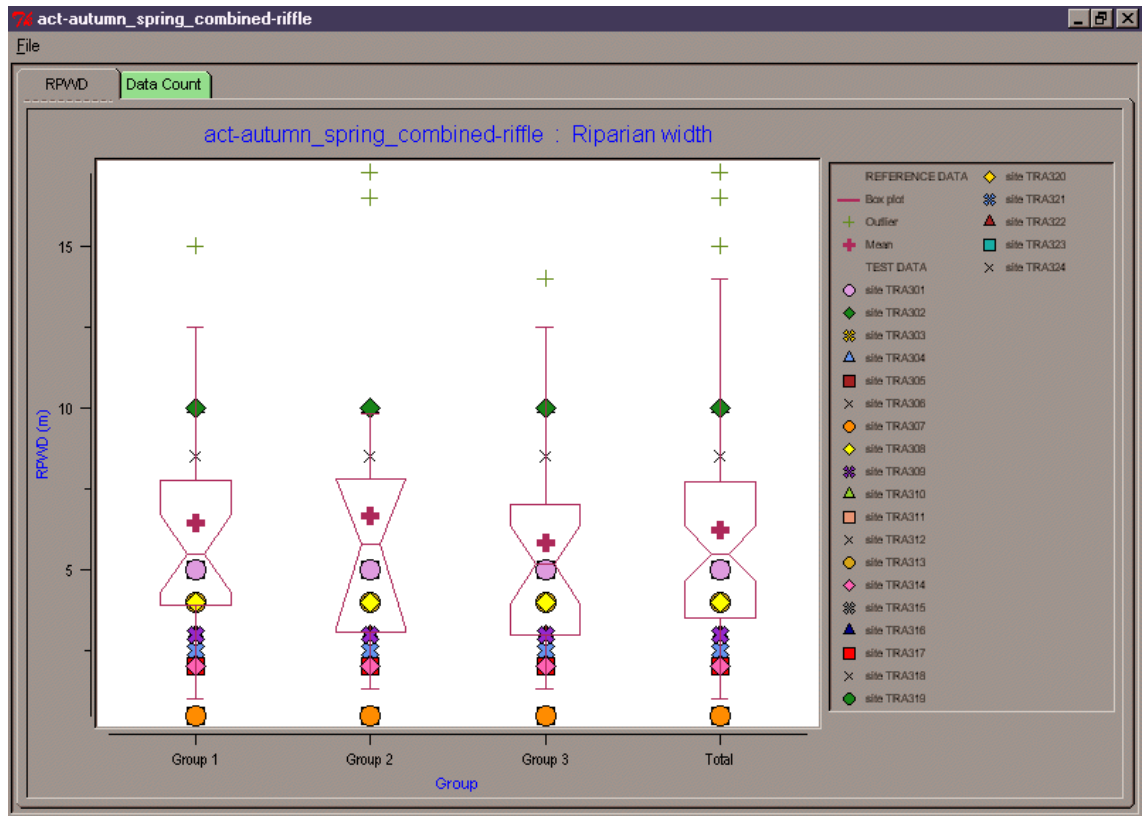 act-autumn_spring_combined-riffle
File
RPWD Data Count
act-autumn_spring_combined-riffle : Riparian width
RPWD (m)
15
10
5
Group 1 Group 2 Group 3 Total
Group
REFERENCE DATA
Box plot
Outlier
Mean
TEST DATA
site TRA301
site TRA302
site TRA303
site TRA304
site TRA305
site TRA306
site TRA307
site TRA308
site TRA309
site TRA310
site TRA311
site TRA312
site TRA313
site TRA314
site TRA315
site TRA316
site TRA317
site TRA318
site TRA319
site TRA320
site TRA321
site TRA322
site TRA323
site TRA324